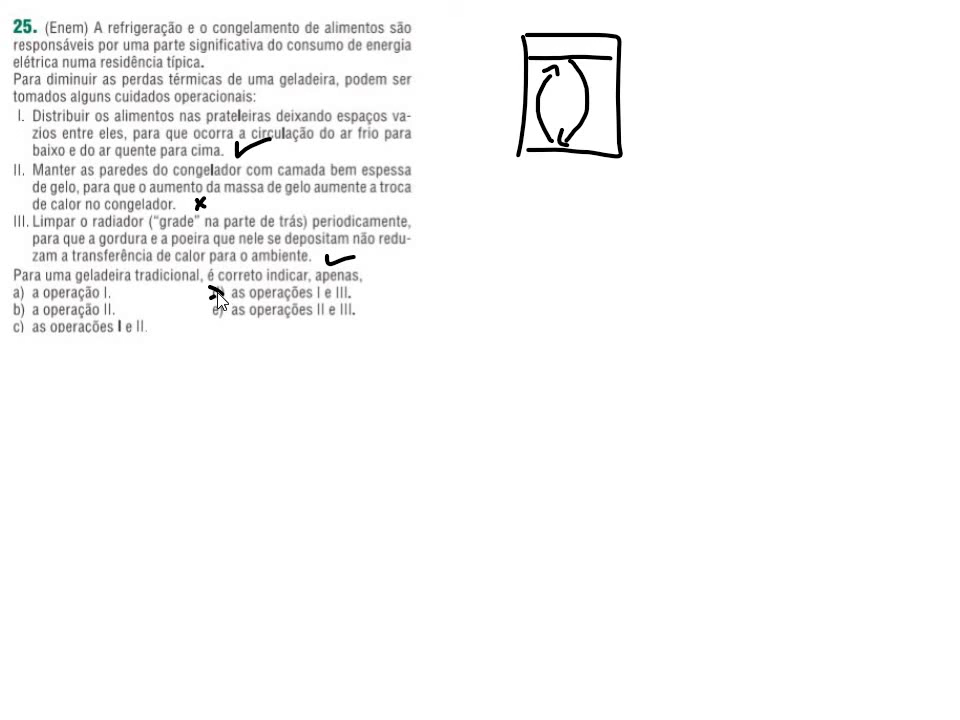 25. (Enem) A refrigeração e o congelamento de alimentos são
responsáveis por uma parte significativa do consumo de energia
elétrica numa residência típica.
Para diminuir as perdas térmicas de uma geladeira, podem ser
tomados alguns cuidados operacionais:
I. Distribuir os alimentos nas prateleiras deixando espaços va-
zios entre eles, para que ocorra a circulação do ar frio para
baixo e do ar quente para cima.
II. Manter as paredes do congelador com camada bem espessa
de gelo, para que o aumento da massa de gelo aumente a troca
de calor no congelador.
III. Limpar o radiador ("grade" na parte de trás) periodicamente,
para que a gordura e a poeira que nele se depositam não redu-
zam a transferência de calor para o ambiente.
Para uma geladeira tradicional, é correto indicar, apenas,
a) a operação I.
b) a operação II.
c) as operações I e II.
as operações I e III.
e) as operações II e III.